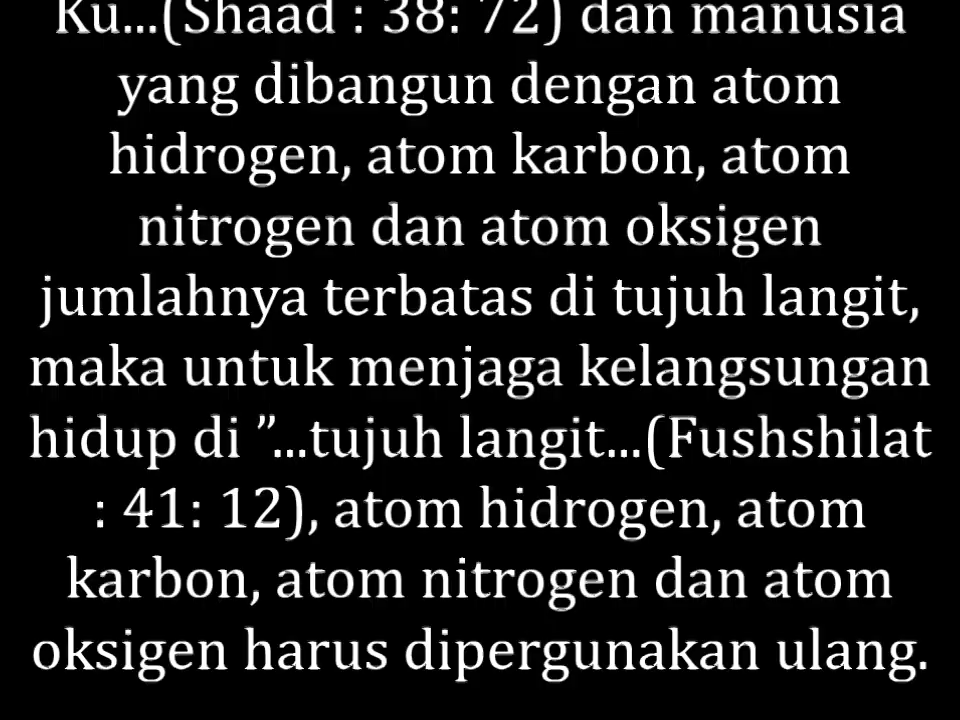 Ku...(Shaad : 38: 72) dan manusia
yang dibangun dengan atom
hidrogen, atom karbon, atom
nitrogen dan atom oksigen
jumlahnya terbatas di tujuh langit,
maka untuk menjaga kelangsungan
hidup di ”...tujuh langit...(Fushshilat
: 41: 12), atom hidrogen, atom
karbon, atom nitrogen dan atom
oksigen harus dipergunakan ulang.